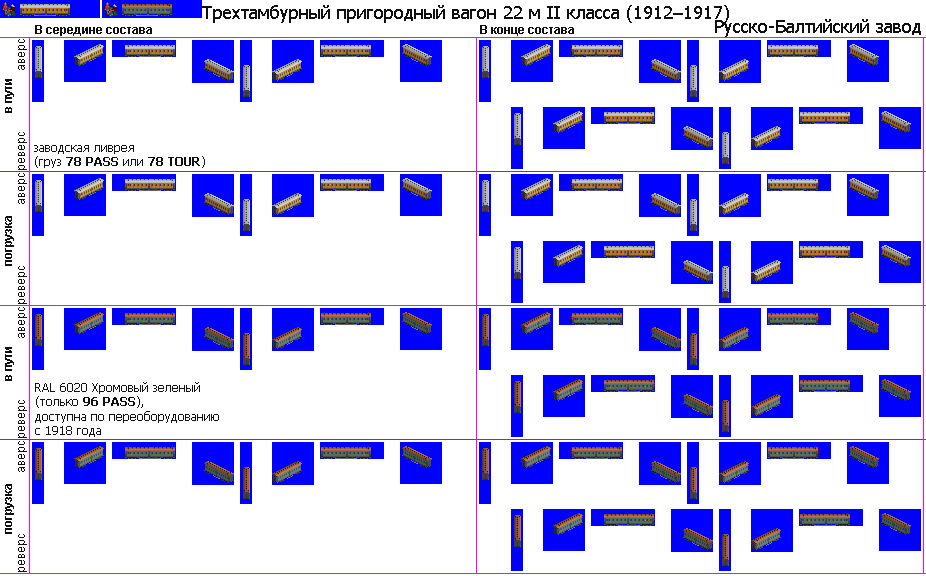 Трехтамбурный пригородный вагон 22 м II класса (1912–1917)
Русско-Балтийский завод
В середине состава
В конце состава
аверс
в пути
реверс
заводская ливрея
(груз 78 PASS или 78 TOUR)
аверс
погрузка
реверс
аверс
в пути
реверс
RAL 6020 Хромовый зеленый
(только 96 PASS),
доступна по переоборудованию
с 1918 года
аверс
погрузка
реверс